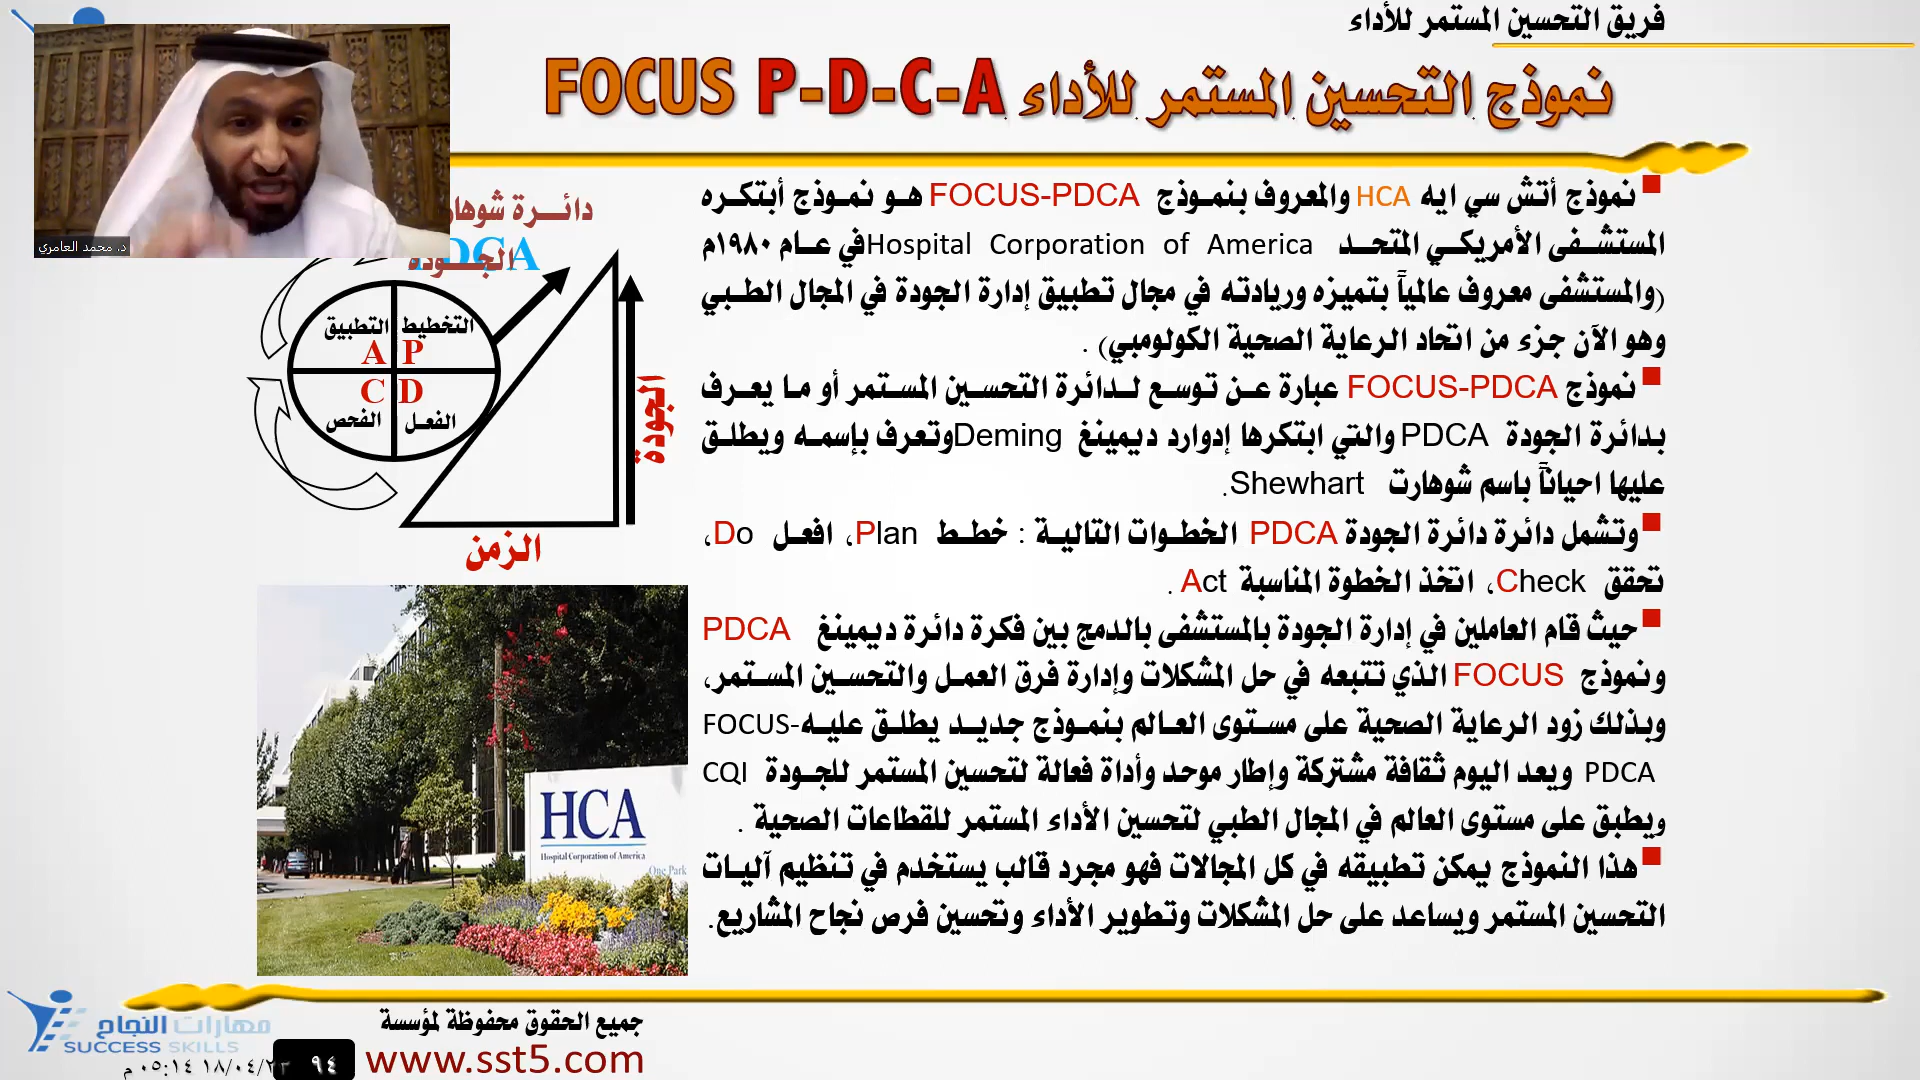 فريق التحسين المستمر للأداء
نموذج التحسين المستمر للأداء FOCUS P-D-C-A
د. محمد العامري
نموذج أتش سي ايه HCA والمعروف بنموذج FOCUS-PDCA هو نموذج أبتكره
المستشفى الأمريكي المتحد Hospital Corporation of America في عام ١٩٨٠م
(والمستشفى معروف عالمياً بتميزه وريادته في مجال تطبيق إدارة الجودة في المجال الطبي
وهو الآن جزء من اتحاد الرعاية الصحية الكولومبي) .
نموذج FOCUS-PDCA عبارة عن توسع لدائرة التحسين المستمر أو ما يعرف
بدائرة الجودة PDCA والتي ابتكرها إدوارد ديمينغ Deming وتعرف بإسمه ويطلق
عليها احياناً باسم شوهارت Shewhart.
وتشمل دائرة دائرة الجودة PDCA الخطوات التالية : خطط Plan، افعل Do،
تحقق Check، اتخذ الخطوة المناسبة Act .
حيث قام العاملين في إدارة الجودة بالمستشفى بالدمج بين فكرة دائرة ديمينغ PDCA
ونموذج FOCUS الذي تتبعه في حل المشكلات وإدارة فرق العمل والتحسين المستمر،
وبذلك زود الرعاية الصحية على مستوى العالم بنموذج جديد يطلق عليه FOCUS-
PDCA ويعد اليوم ثقافة مشتركة وإطار موحد وأداة فعالة لتحسين المستمر للجودة CQI
ويطبق على مستوى العالم في المجال الطبي لتحسين الأداء المستمر للقطاعات الصحية .
هذا النموذج يمكن تطبيقه في كل المجالات فهو مجرد قالب يستخدم في تنظيم آليات
التحسين المستمر ويساعد على حل المشكلات وتطوير الأداء وتحسين فرص نجاح المشاريع.
دائرة
الجودة
التطبيق التخطيط
A P
C D
الفحص الفعل
الجودة
الزمن
HCA
Hospital Corporation of America
One Park
مهارات النجاح
SUCCESS SKILLS
جميع الحقوق محفوظة لمؤسسة
www.sst5.com
٩٤
١٨/٠٤/٢٣ ٠٥:١٤ م